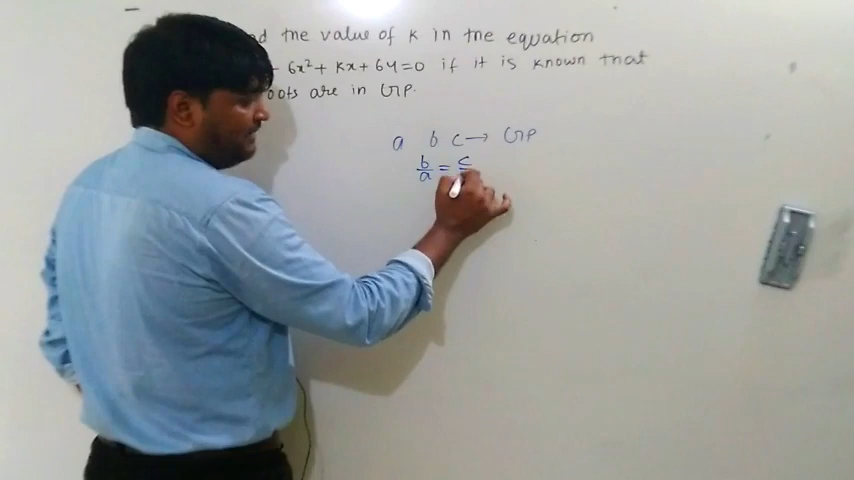 the value of K in the equation
6x² + Kx + 64 = 0 if it is known that
are in GP.
a b c → GP
b/a = c